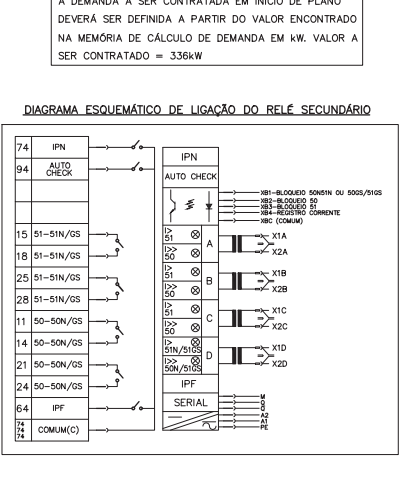 A DEMANDA A SER CONTRATADA EM INÍCIO DE PLANO
DEVERÁ SER DEFINIDA A PARTIR DO VALOR ENCONTRADO
NA MEMÓRIA DE CÁLCULO DE DEMANDA EM kW. VALOR A
SER CONTRATADO = 336kW
DIAGRAMA ESQUEMÁTICO DE LIGAÇÃO DO RELÉ SECUNDÁRIO
74 IPN
94 AUTO CHECK
15 51-51N/GS
18 51-51N/GS
25 51-51N/GS
28 51-51N/GS
11 50-50N/GS
14 50-50N/GS
21 50-50N/GS
24 50-50N/GS
64 IPF
74 74 74 COMUM(C)
IPN
AUTO CHECK
XB1-BLOQUEIO 50N51N OU 50GS/51GS
XB2-BLOQUEIO 50
XB3-BLOQUEIO 51
XB4-REGISTRO CORRENTE
XBC (COMUM)
I> 51
I>> 50
A
X1A
X2A
I> 51
I>> 50
B
X1B
X2B
I> 51
I>> 50
C
X1C
X2C
I> 51N/51GS
I>> 50N/51GS
D
X1D
X2D
IPF
SERIAL
M
A2
A1
PE